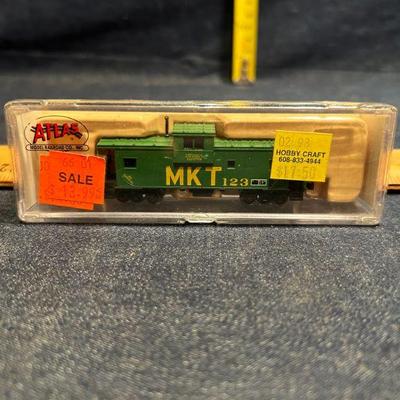 ATLAS
MODEL RAILROAD CO., INC.
SALE
MKT 123
HOBBY CRAFT
608-833-4944
$17.50